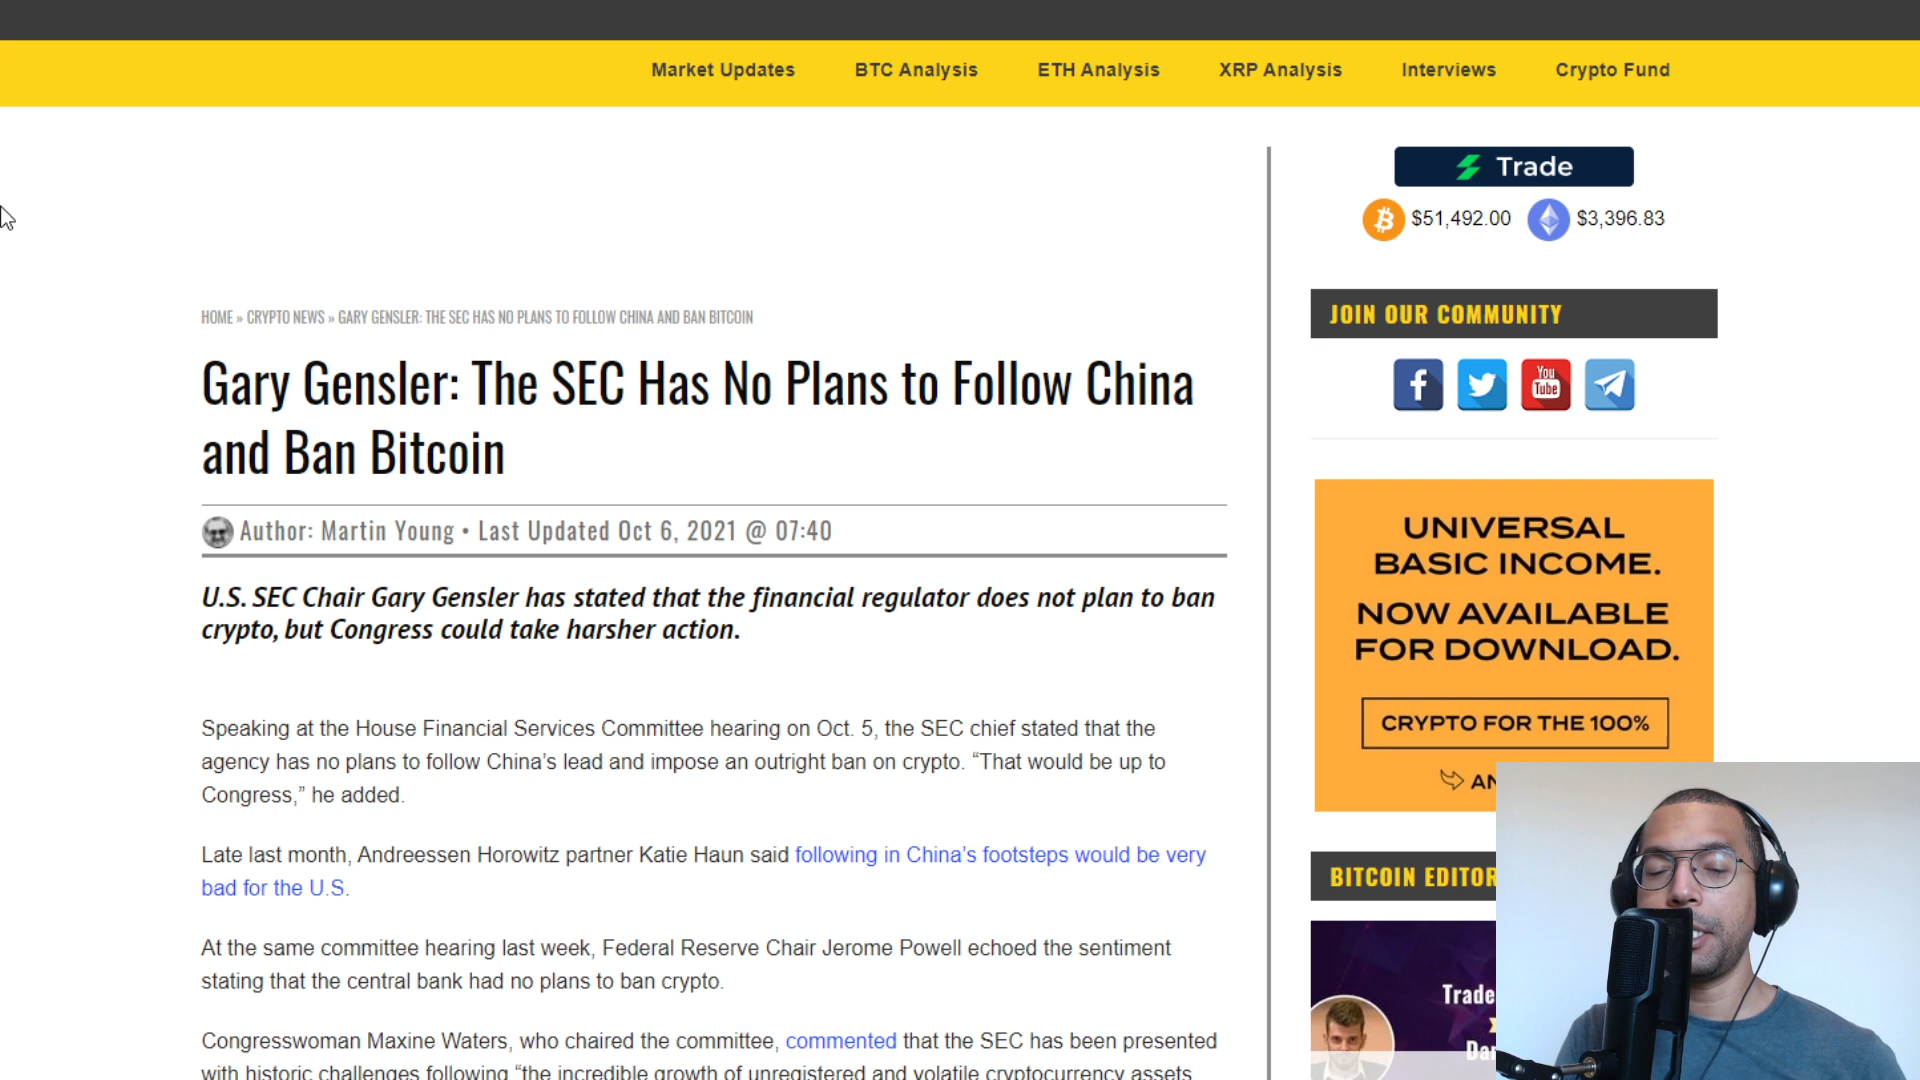 Market Updates BTC Analysis ETH Analysis XRP Analysis Interviews Crypto Fund
Trade
$51,492.00 $3,396.83
HOME » CRYPTO NEWS » GARY GENSLER: THE SEC HAS NO PLANS TO FOLLOW CHINA AND BAN BITCOIN
Gary Gensler: The SEC Has No Plans to Follow China
and Ban Bitcoin
Author: Martin Young • Last Updated Oct 6, 2021 @ 07:40
U.S. SEC Chair Gary Gensler has stated that the financial regulator does not plan to ban
crypto, but Congress could take harsher action.
Speaking at the House Financial Services Committee hearing on Oct. 5, the SEC chief stated that the
agency has no plans to follow China’s lead and impose an outright ban on crypto. “That would be up to
Congress,” he added.
Late last month, Andreessen Horowitz partner Katie Haun said following in China’s footsteps would be very
bad for the U.S.
At the same committee hearing last week, Federal Reserve Chair Jerome Powell echoed the sentiment
stating that the central bank had no plans to ban crypto.
Congresswoman Maxine Waters, who chaired the committee, commented that the SEC has been presented
with historic challenges following “the incredible growth of unregistered and volatile cryptocurrency assets
JOIN OUR COMMUNITY
You
Tube
UNIVERSAL
BASIC INCOME.
NOW AVAILABLE
FOR DOWNLOAD.
CRYPTO FOR THE 100%
BITCOIN EDITOR
Trade